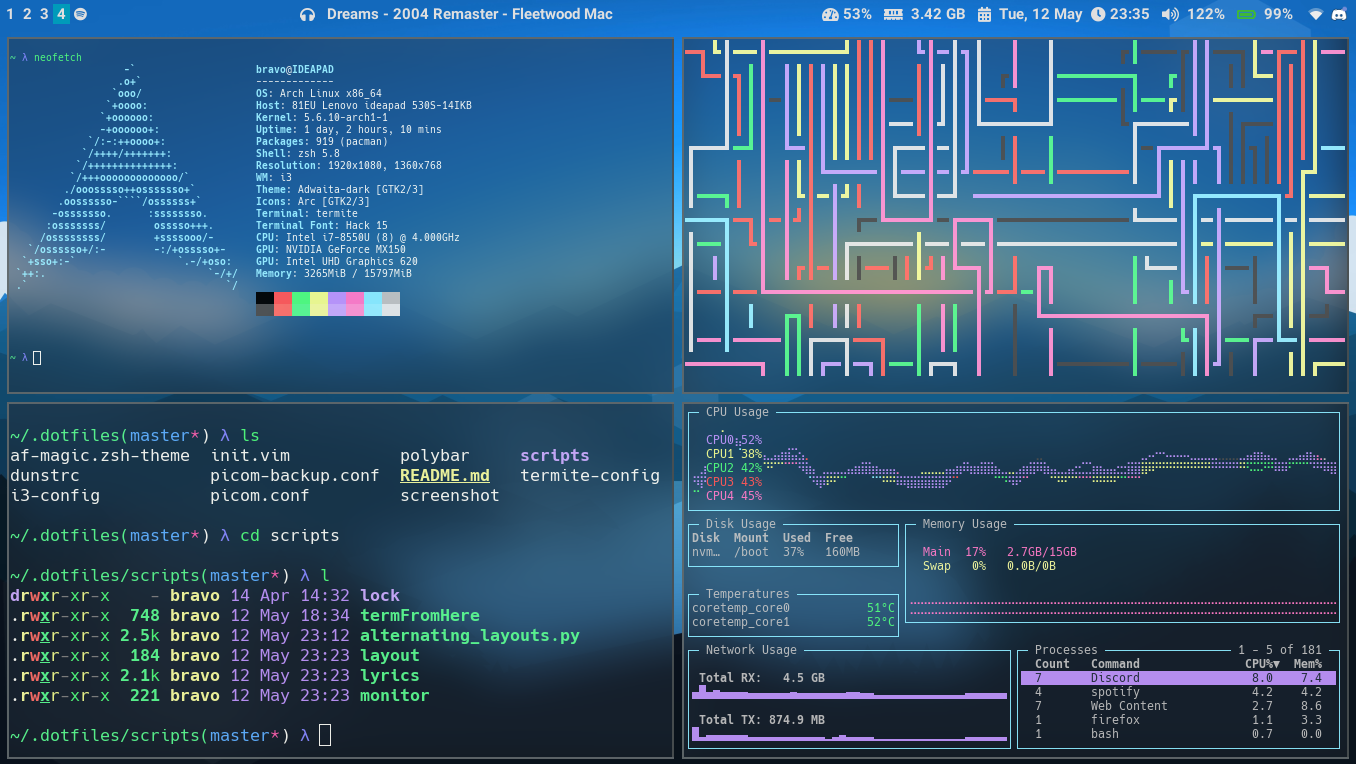 1 2 3 4
Dreams - 2004 Remaster - Fleetwood Mac
53% 3.42 GB Tue, 12 May 23:35 122% 99%
~ λ neofetch
bravo@IDEAPAD
-------------
OS: Arch Linux x86_64
Host: 81EU Lenovo ideapad 530S-14IKB
Kernel: 5.6.10-arch1-1
Uptime: 1 day, 2 hours, 10 mins
Packages: 919 (pacman)
Shell: zsh 5.8
Resolution: 1920x1080, 1360x768
WM: i3
Theme: Adwaita-dark [GTK2/3]
Icons: Arc [GTK2/3]
Terminal: termite
Terminal Font: Hack 15
CPU: Intel i7-8550U (8) @ 4.000GHz
GPU: NVIDIA GeForce MX150
GPU: Intel UHD Graphics 620
Memory: 3265MiB / 15797MiB
~ λ
~/.dotfiles(master*) λ ls
af-magic.zsh-theme init.vim polybar scripts
dunstrc picom-backup.conf README.md termite-config
i3-config picom.conf screenshot
~/.dotfiles(master*) λ cd scripts
~/.dotfiles/scripts(master*) λ l
drwxr-xr-x - bravo 14 Apr 14:32 lock
.rwxr-xr-x 748 bravo 12 May 18:34 termFromHere
.rwxr-xr-x 2.5k bravo 12 May 23:12 alternating_layouts.py
.rwxr-xr-x 184 bravo 12 May 23:23 layout
.rwxr-xr-x 2.1k bravo 12 May 23:23 lyrics
.rwxr-xr-x 221 bravo 12 May 23:23 monitor
~/.dotfiles/scripts(master*) λ
CPU Usage
CPU0 52%
CPU1 38%
CPU2 42%
CPU3 43%
CPU4 45%
Disk Usage
Disk Mount Used Free
nvm… /boot 37% 160MB
Memory Usage
Main 17% 2.7GB/15GB
Swap 0% 0.0B/0B
Temperatures
coretemp_core0 51°C
coretemp_core1 52°C
Network Usage
Total RX: 4.5 GB
Total TX: 874.9 MB
Processes 1 - 5 of 181
Count Command CPU%▼ Mem%
7 Discord 8.0 7.4
4 spotify 4.2 4.2
7 Web Content 2.7 8.6
1 firefox 1.1 3.3
1 bash 0.7 0.0